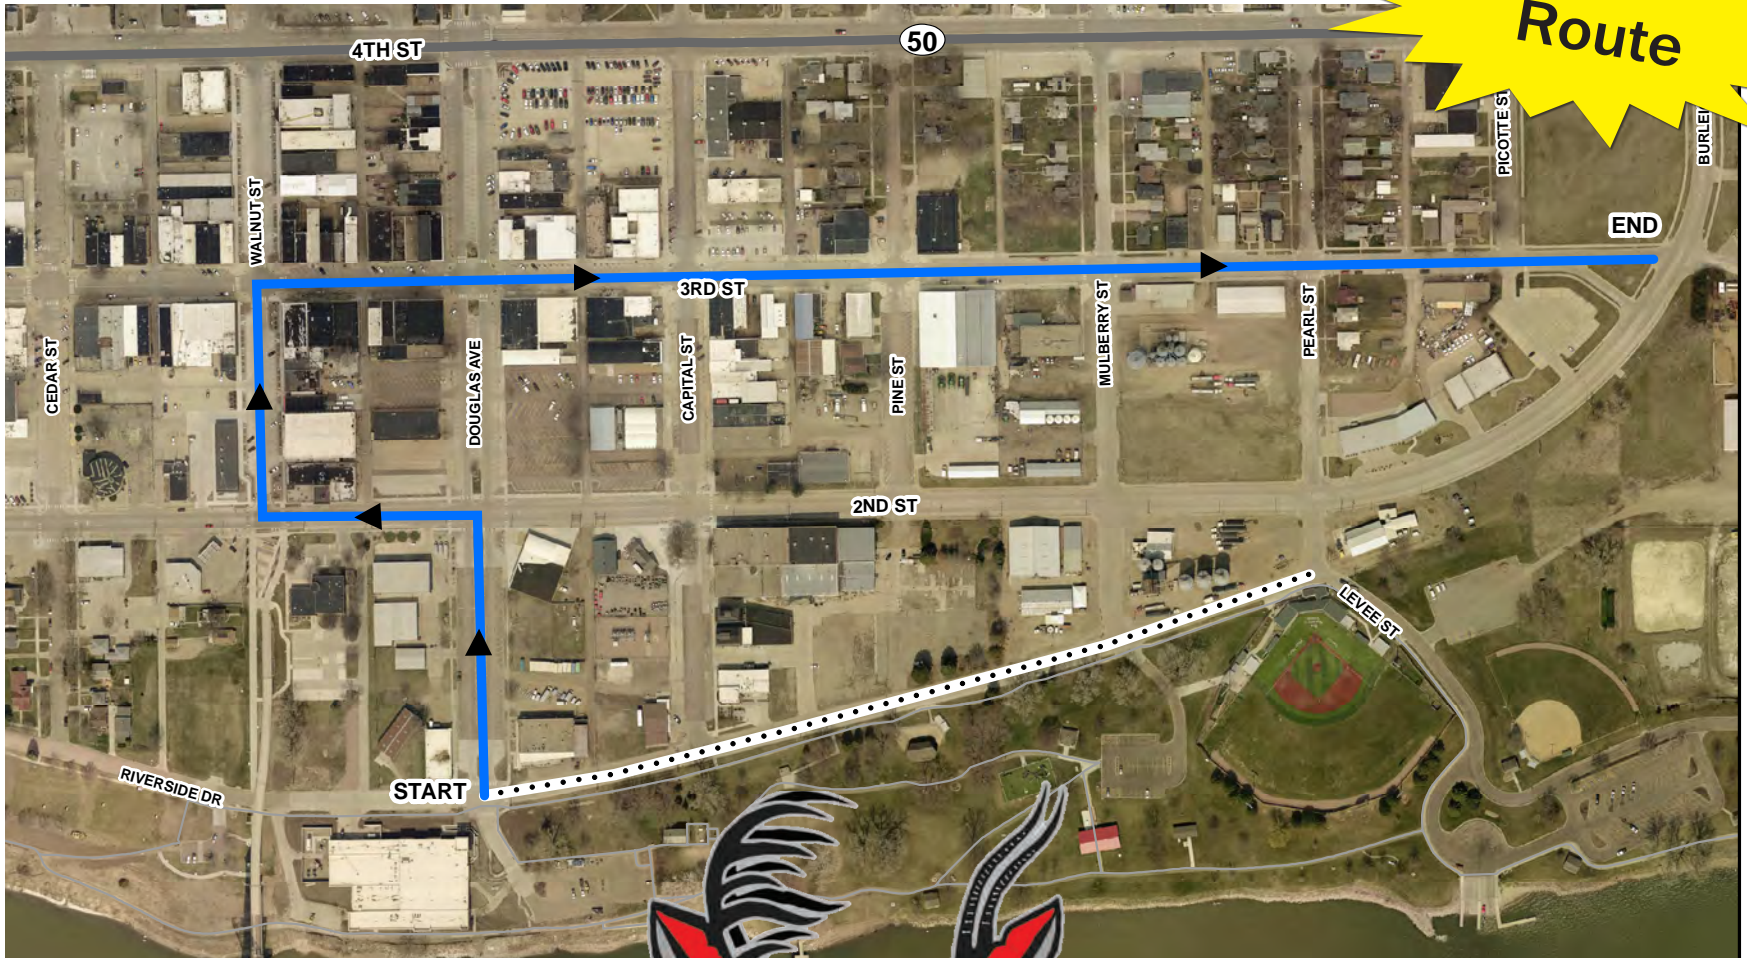 Route
4TH ST
50
PICOTTE ST
WALNUT ST
END
3RD ST
MULBERRY ST
PEARL ST
CEDAR ST
DOUGLAS AVE
CAPITAL ST
PINE ST
2ND ST
LEVEE ST
RIVERSIDE DR
START